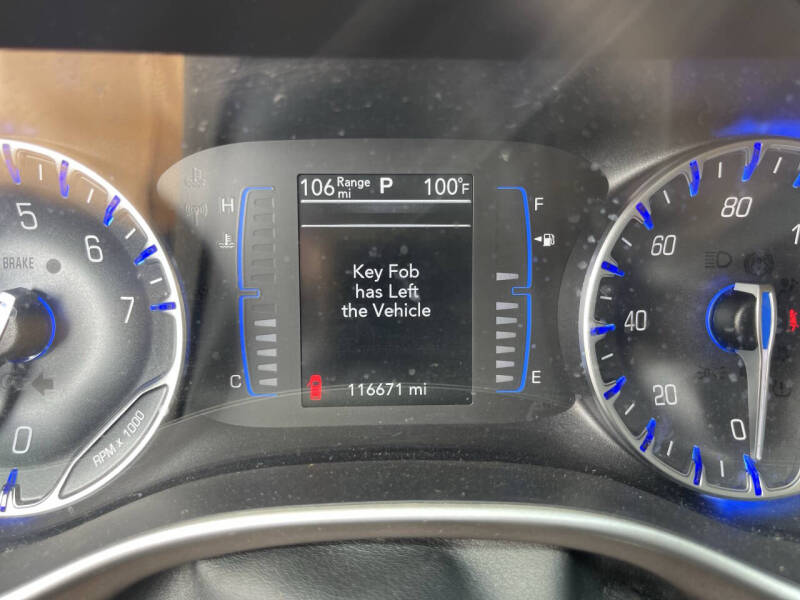 106 Range mi P 100°F
H
F
Key Fob
has Left
the Vehicle
C
E
116671 mi
5
6
7
0
BRAKE
RPM x 1000
80
60
40
20
0
1